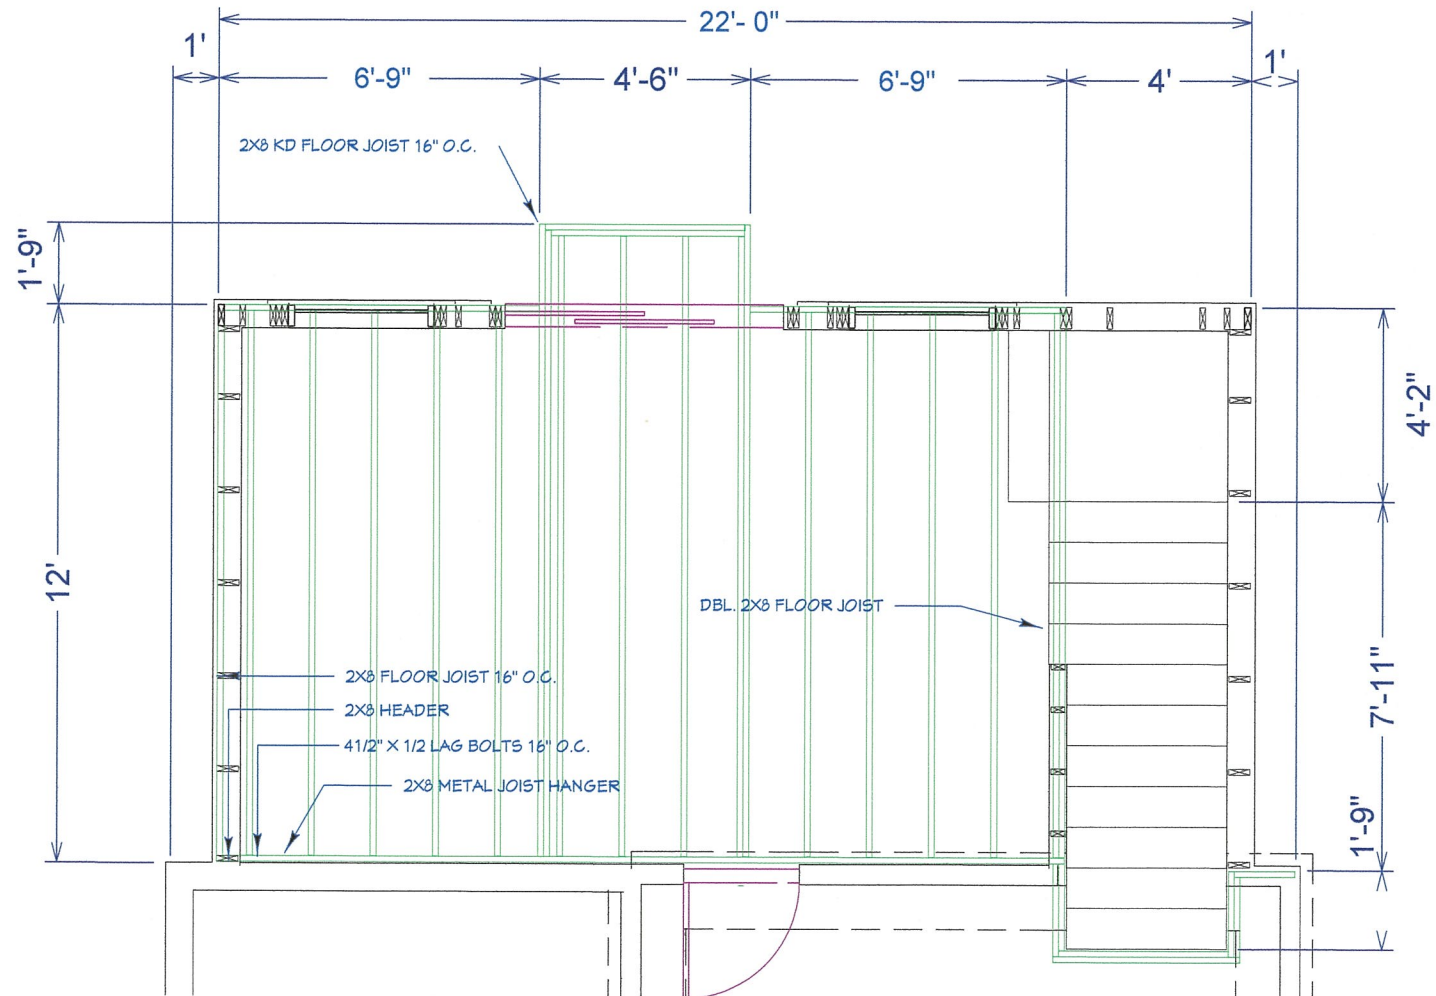 22'- 0"
1'
6'-9"
4'-6"
6'-9"
4'
1'
2X8 KD FLOOR JOIST 16" O.C.
1'-9"
4'-2"
12'
DBL. 2X8 FLOOR JOIST
2X8 FLOOR JOIST 16" O.C.
7'-11"
2X8 HEADER
41/2" X 1/2 LAG BOLTS 16" O.C.
2X8 METAL JOIST HANGER
1'-9"